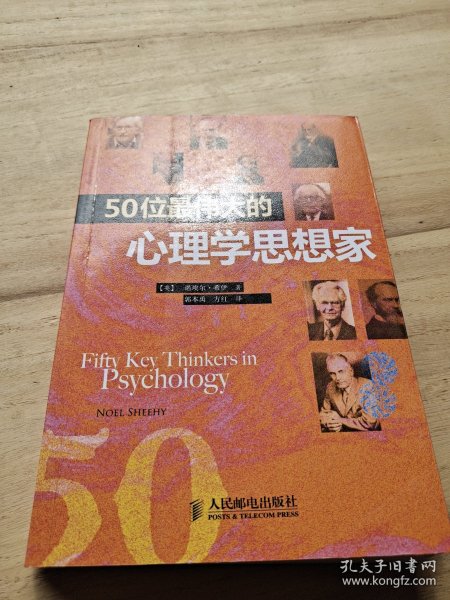 50位最伟大的
心理学思想家
【英】 诺埃尔·希伊 著
郭本禹 方红 译
Fifty Key Thinkers in
Psychology
NOEL SHEEHY
50
人民邮电出版社
POSTS & TELECOM PRESS
孔夫子旧书网
www.kongfz.com